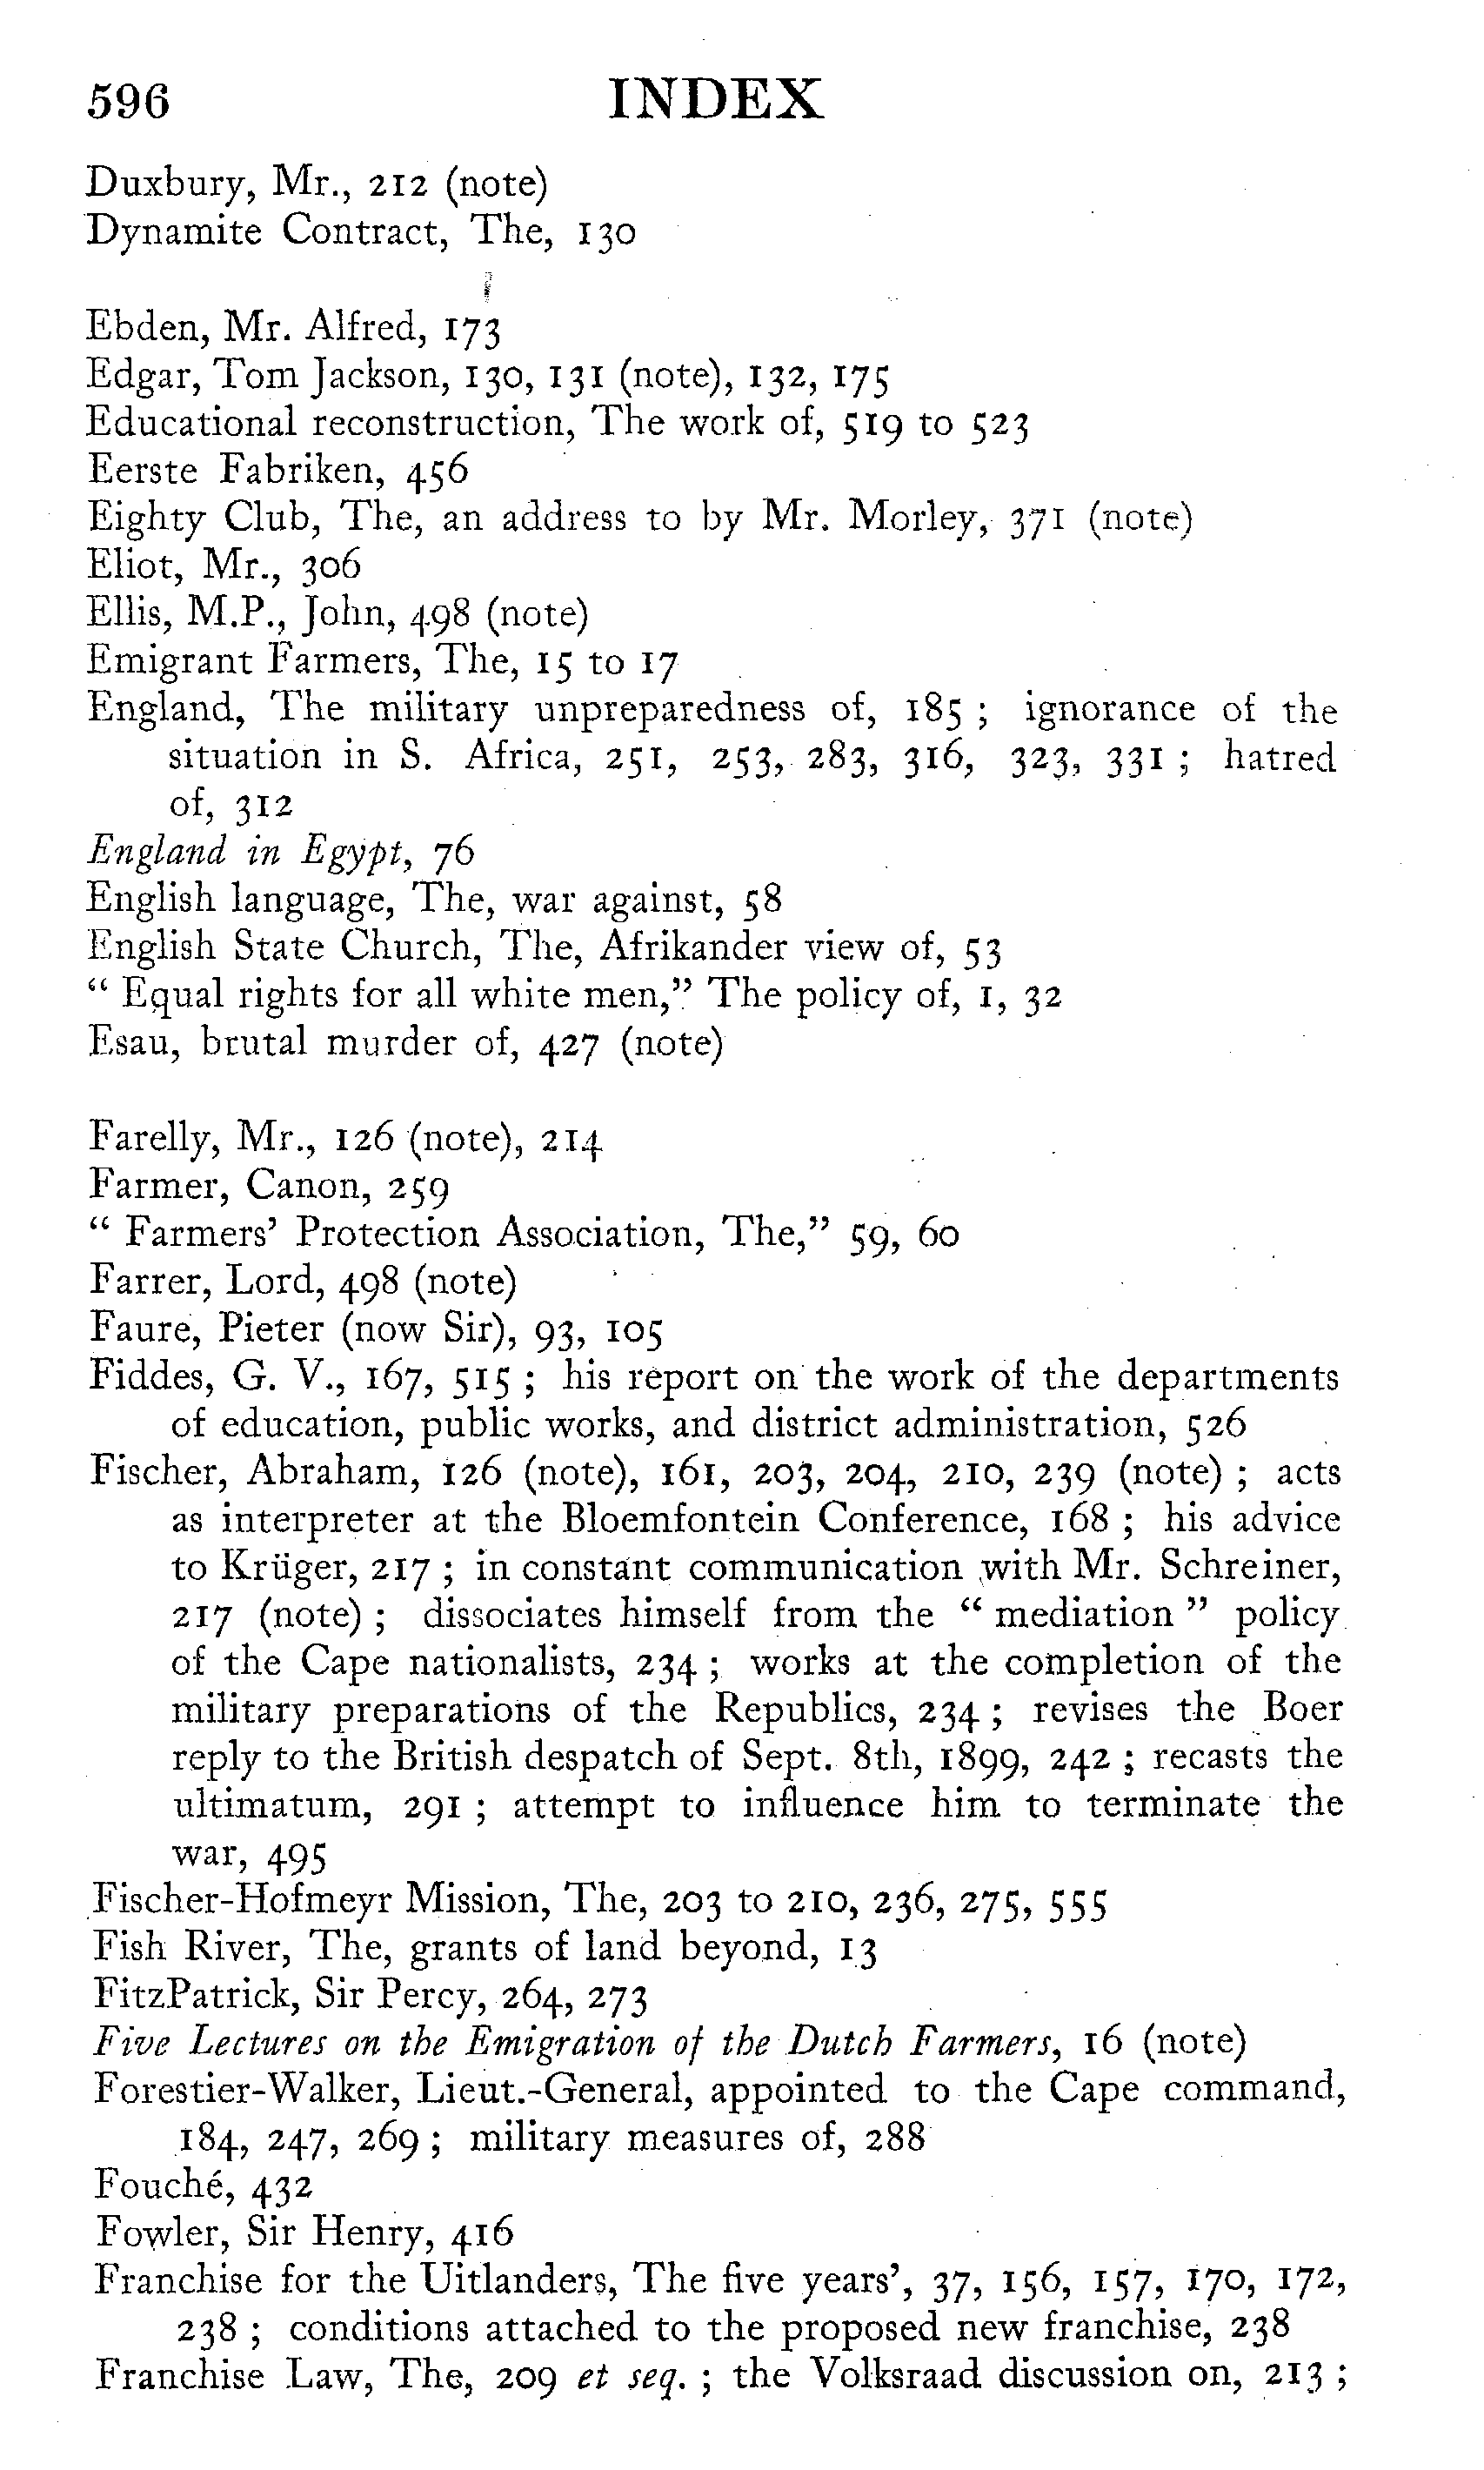 596 INDEX
Duxbury, Mr., 212 (note)
Dynamite Contract, The, 130
Ebden, Mr. Alfred, 173
Edgar, Tom Jackson, 130, 131 (note), 132, 175
Educational reconstruction, The work of, 519 to 523
Eerste Fabriken, 456
Eighty Club, The, an address to by Mr. Morley, 371 (note)
Eliot, Mr., 306
Ellis, M.P., John, 498 (note)
Emigrant Farmers, The, 15 to 17
England, The military unpreparedness of, 185 ; ignorance of the
situation in S. Africa, 251, 253, 283, 316, 323, 331 ; hatred
of, 312
England in Egypt, 76
English language, The, war against, 58
English State Church, The, Afrikander view of, 53
“ Equal rights for all white men,” The policy of, 1, 32
Esau, brutal murder of, 427 (note)
Farelly, Mr., 126 (note), 214
Farmer, Canon, 259
“ Farmers’ Protection Association, The,” 59, 60
Farrer, Lord, 498 (note)
Faure, Pieter (now Sir), 93, 105
Fiddes, G. V., 167, 515 ; his report on the work of the departments
of education, public works, and district administration, 526
Fischer, Abraham, 126 (note), 161, 203, 204, 210, 239 (note) ; acts
as interpreter at the Bloemfontein Conference, 168 ; his advice
to Krüger, 217 ; in constant communication with Mr. Schreiner,
217 (note) ; dissociates himself from the “ mediation ” policy
of the Cape nationalists, 234 ; works at the completion of the
military preparations of the Republics, 234 ; revises the Boer
reply to the British despatch of Sept. 8th, 1899, 242 ; recasts the
ultimatum, 291 ; attempt to influence him to terminate the
war, 495
Fischer-Hofmeyr Mission, The, 203 to 210, 236, 275, 555
Fish River, The, grants of land beyond, 13
FitzPatrick, Sir Percy, 264, 273
Five Lectures on the Emigration of the Dutch Farmers, 16 (note)
Forestier-Walker, Lieut.-General, appointed to the Cape command,
184, 247, 269 ; military measures of, 288
Fouché, 432
Fowler, Sir Henry, 416
Franchise for the Uitlanders, The five years’, 37, 156, 157, 170, 172,
238 ; conditions attached to the proposed new franchise, 238
Franchise Law, The, 209 et seq. ; the Volksraad discussion on, 213 ;